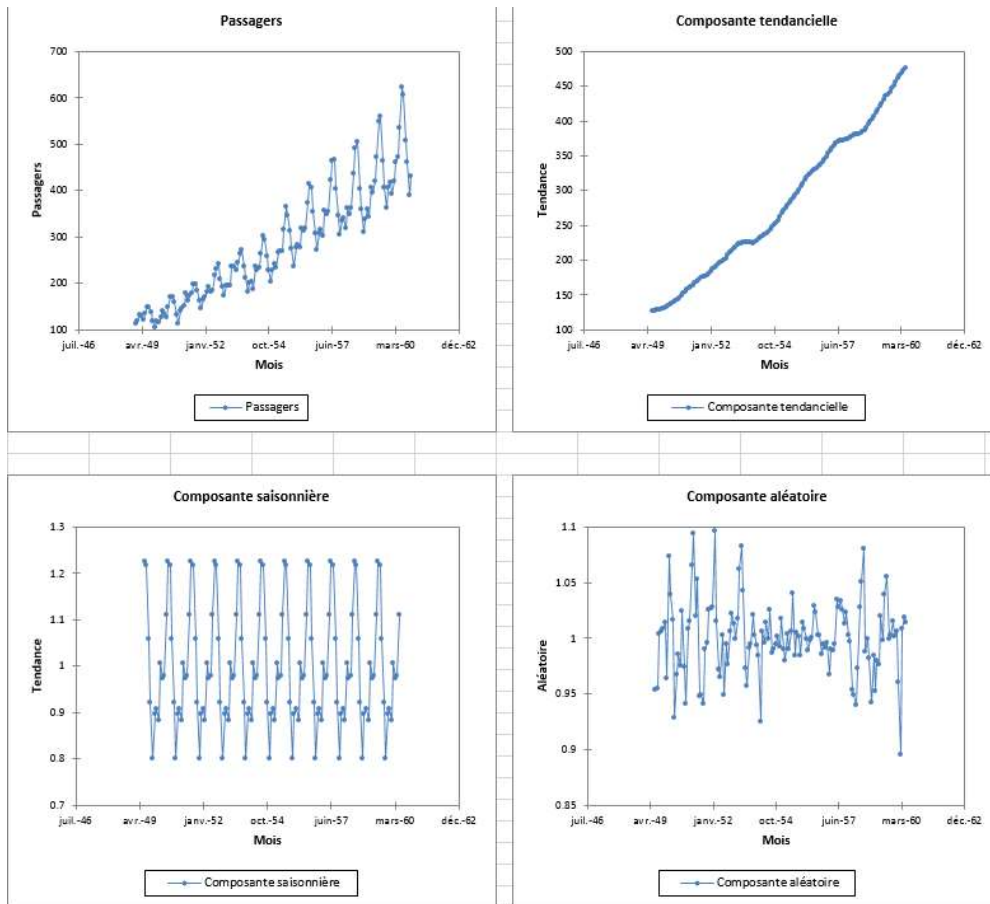 Passagers
700
600
500
400
300
200
100
Passagers
juil.-46 avr.-49 janv.-52 oct.-54 juin-57 mars-60 déc.-62
Mois
Passagers
Composante tendancielle
500
450
400
350
300
250
200
150
100
Tendance
juil.-46 avr.-49 janv.-52 oct.-54 juin-57 mars-60 déc.-62
Mois
Composante tendancielle
Composante saisonnière
1.3
1.2
1.1
1
0.9
0.8
0.7
Tendance
juil.-46 avr.-49 janv.-52 oct.-54 juin-57 mars-60 déc.-62
Mois
Composante saisonnière
Composante aléatoire
1.1
1.05
1
0.95
0.9
0.85
Aléatoire
juil.-46 avr.-49 janv.-52 oct.-54 juin-57 mars-60 déc.-62
Mois
Composante aléatoire